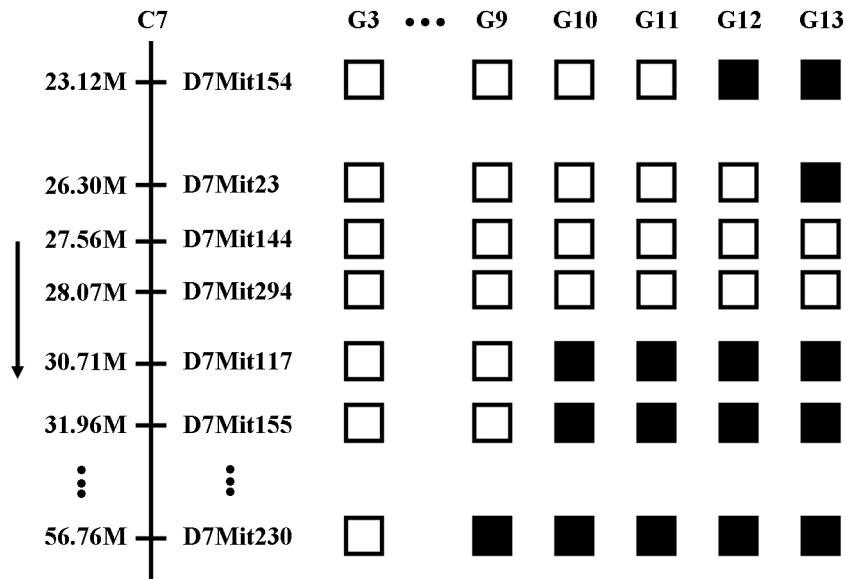 C7 G3 ••• G9 G10 G11 G12 G13
23.12M D7Mit154
26.30M D7Mit23
27.56M D7Mit144
28.07M D7Mit294
30.71M D7Mit117
31.96M D7Mit155
56.76M D7Mit230